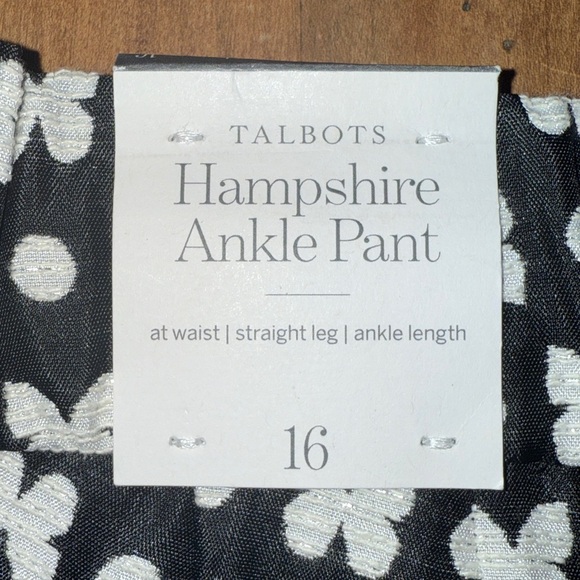 TALBOTS
Hampshire
Ankle Pant
at waist | straight leg | ankle length
16